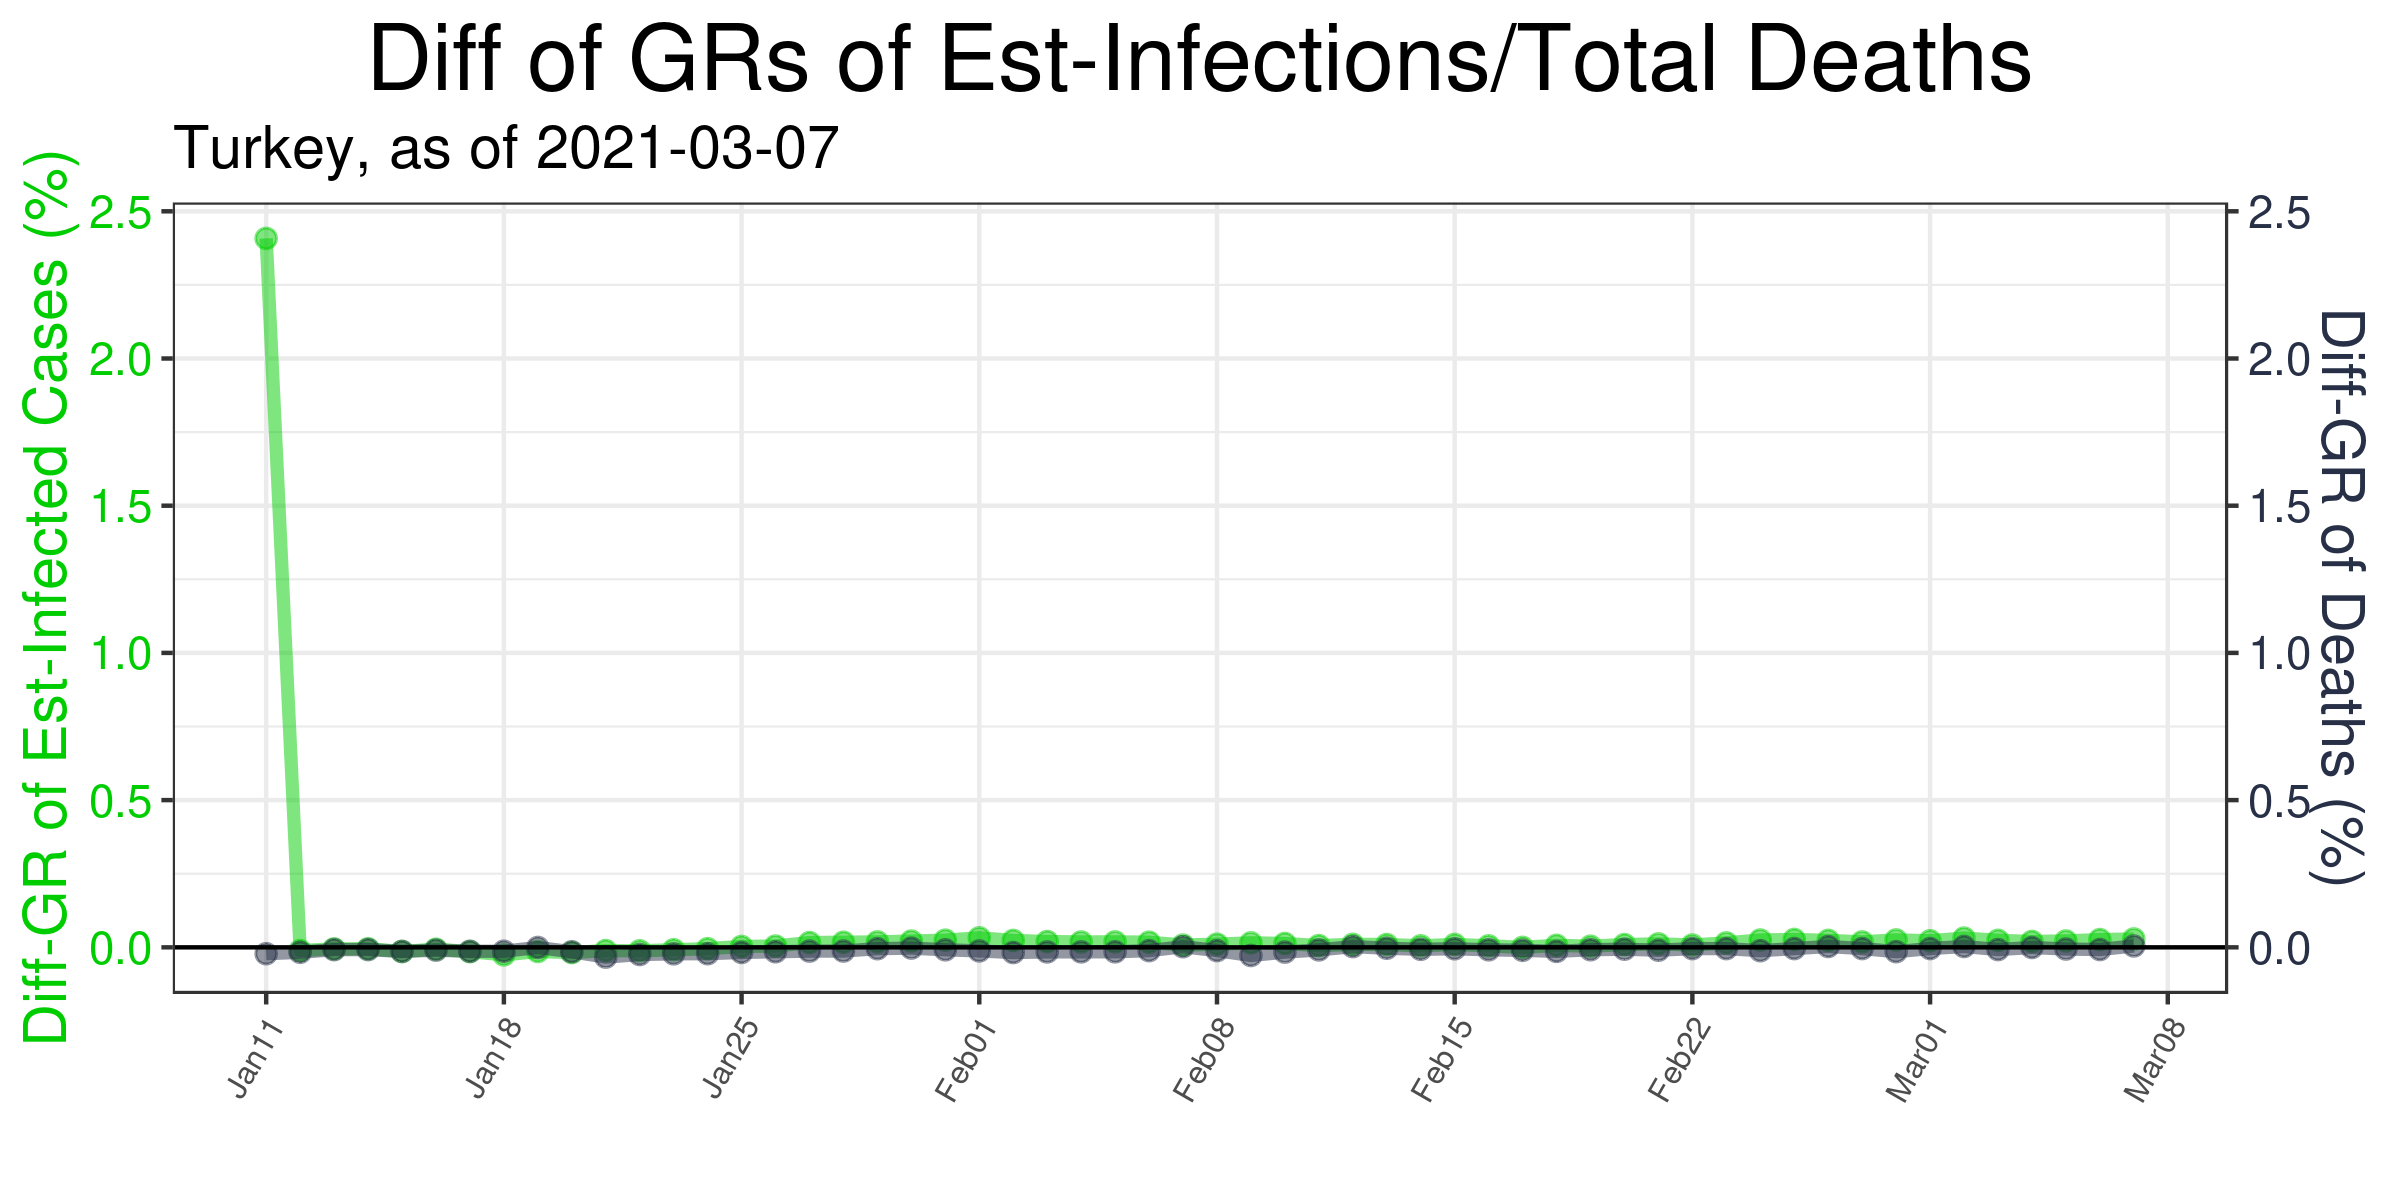 Diff of GRs of Est-Infections/Total Deaths
Turkey, as of 2021-03-07
Diff-GR of Est-Infected Cases (%)
2.5
2.0
1.5
1.0
0.5
0.0
2.5
2.0
1.5
1.0
0.5
0.0
Diff-GR of Deaths (%)
Jan11
Jan18
Jan25
Feb01
Feb08
Feb15
Feb22
Mar01
Mar08